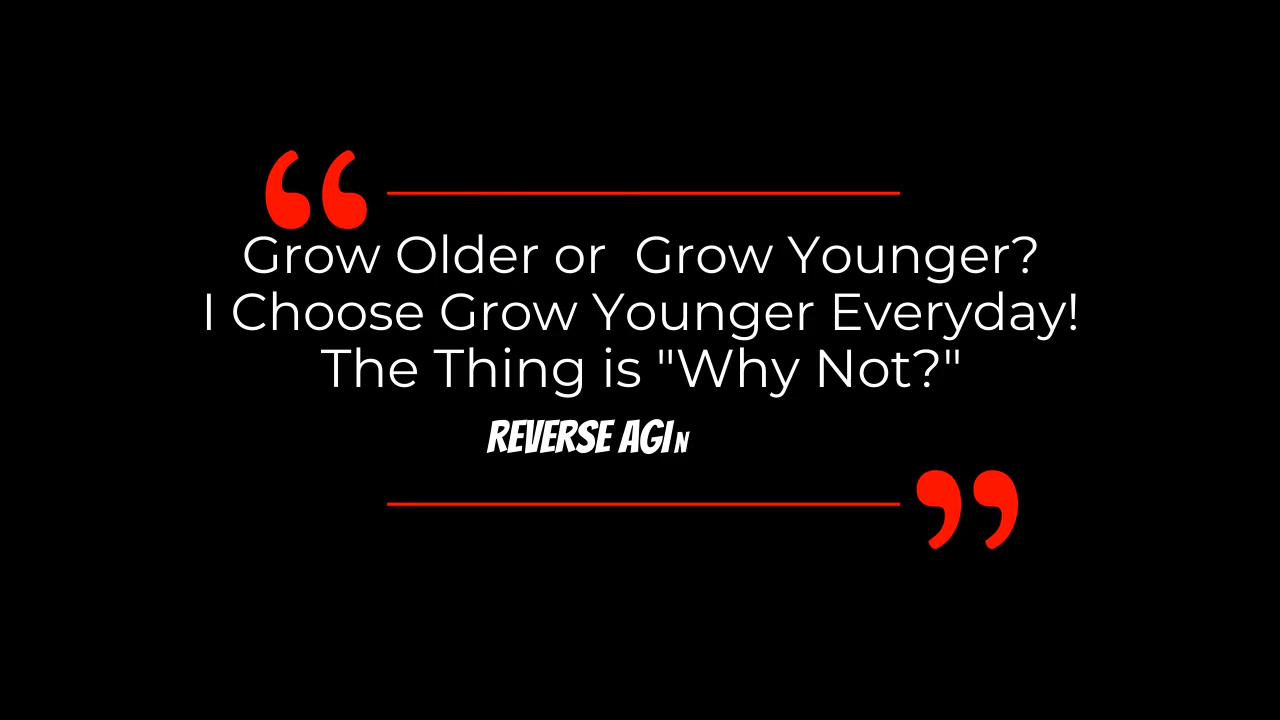 Grow Older or  Grow Younger?
I Choose Grow Younger Everyday!
The Thing is "Why Not?"
REVERSE AGIN